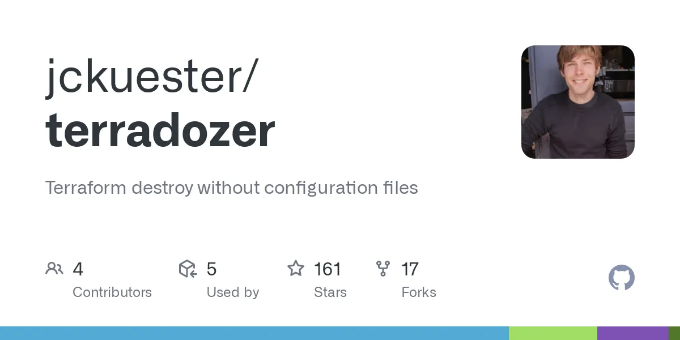 jckuester/
terradozer
Terraform destroy without configuration files
4 5 161 17
Contributors Used by Stars Forks